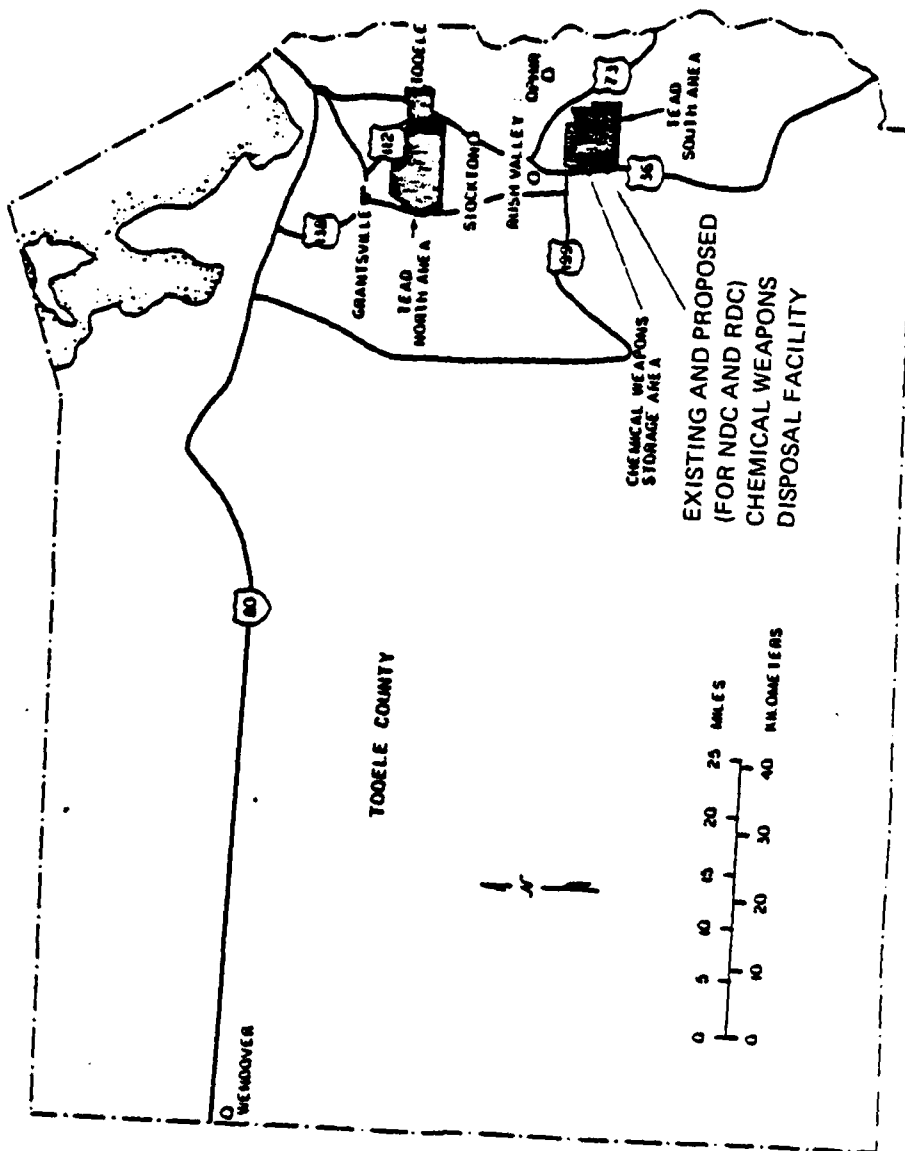 TOOELE
112
GRANTSVILLE
138
TEAD
NORTH AREA
STOCKTON
OPHIR
RUSH VALLEY
73
TEAD
SOUTH AREA
36
199
CHEMICAL WEAPONS
STORAGE AREA
EXISTING AND PROPOSED
(FOR NDC AND RDC)
CHEMICAL WEAPONS
DISPOSAL FACILITY
80
TOOELE COUNTY
WENDOVER
N
0 5 10 15 20 25 MILES
0 10 20 30 40 KILOMETERS